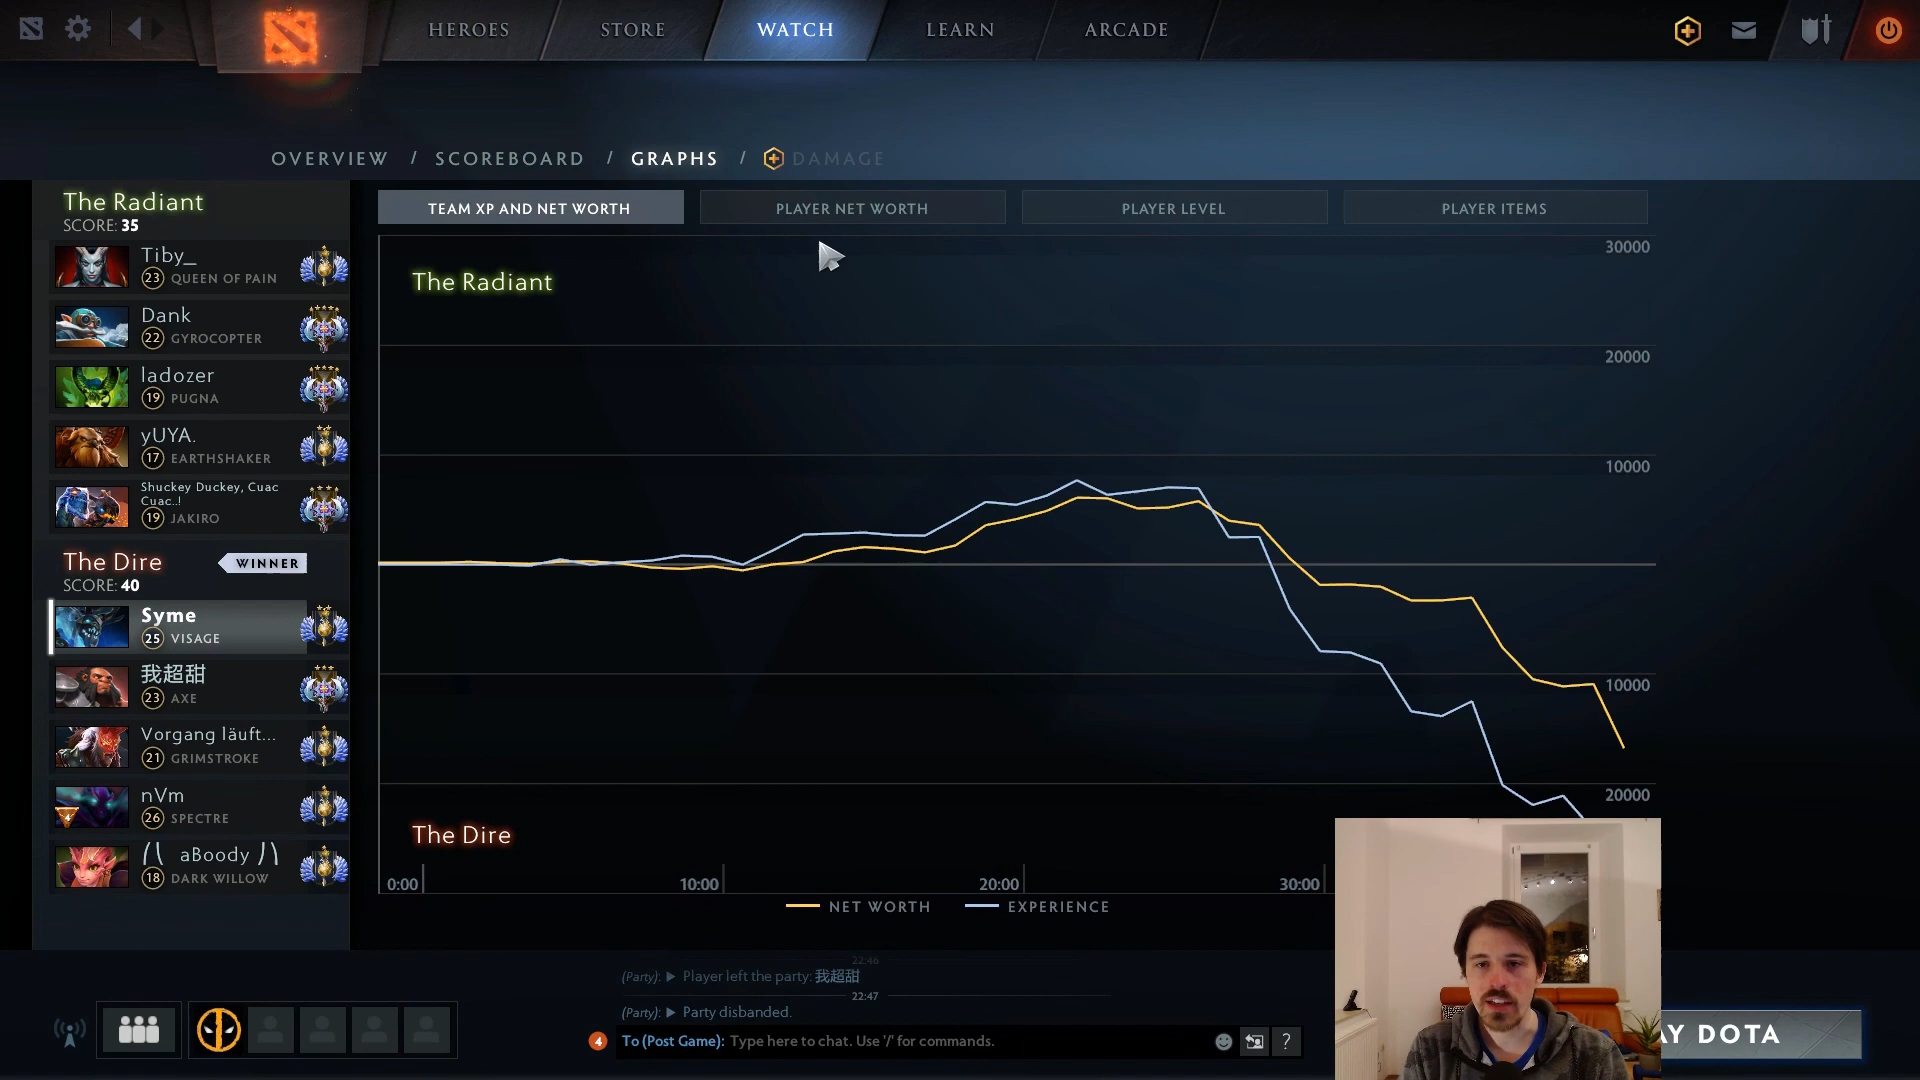 HEROES
STORE
WATCH
LEARN
ARCADE
OVERVIEW / SCOREBOARD / GRAPHS / DAMAGE
The Radiant
SCORE: 35
Tiby_
23 QUEEN OF PAIN
Dank
22 GYROCOPTER
ladozer
19 PUGNA
yUYA.
17 EARTHSHAKER
Shuckey Duckey, Cuac
Cuac..!
19 JAKIRO
The Dire
WINNER
SCORE: 40
Syme
25 VISAGE
我超甜
23 AXE
Vorgang läuft...
21 GRIMSTROKE
nVm
4
26 SPECTRE
⎛⎝ aBoody ⎠⎞
18 DARK WILLOW
TEAM XP AND NET WORTH
PLAYER NET WORTH
PLAYER LEVEL
PLAYER ITEMS
The Radiant
30000
20000
10000
10000
20000
The Dire
0:00
10:00
20:00
30:00
NET WORTH
EXPERIENCE
22:46
(Party): ▶ Player left the party: 我超甜
22:47
(Party): ▶ Party disbanded.
4
To (Post Game): Type here to chat. Use '/' for commands.
?
AY DOTA